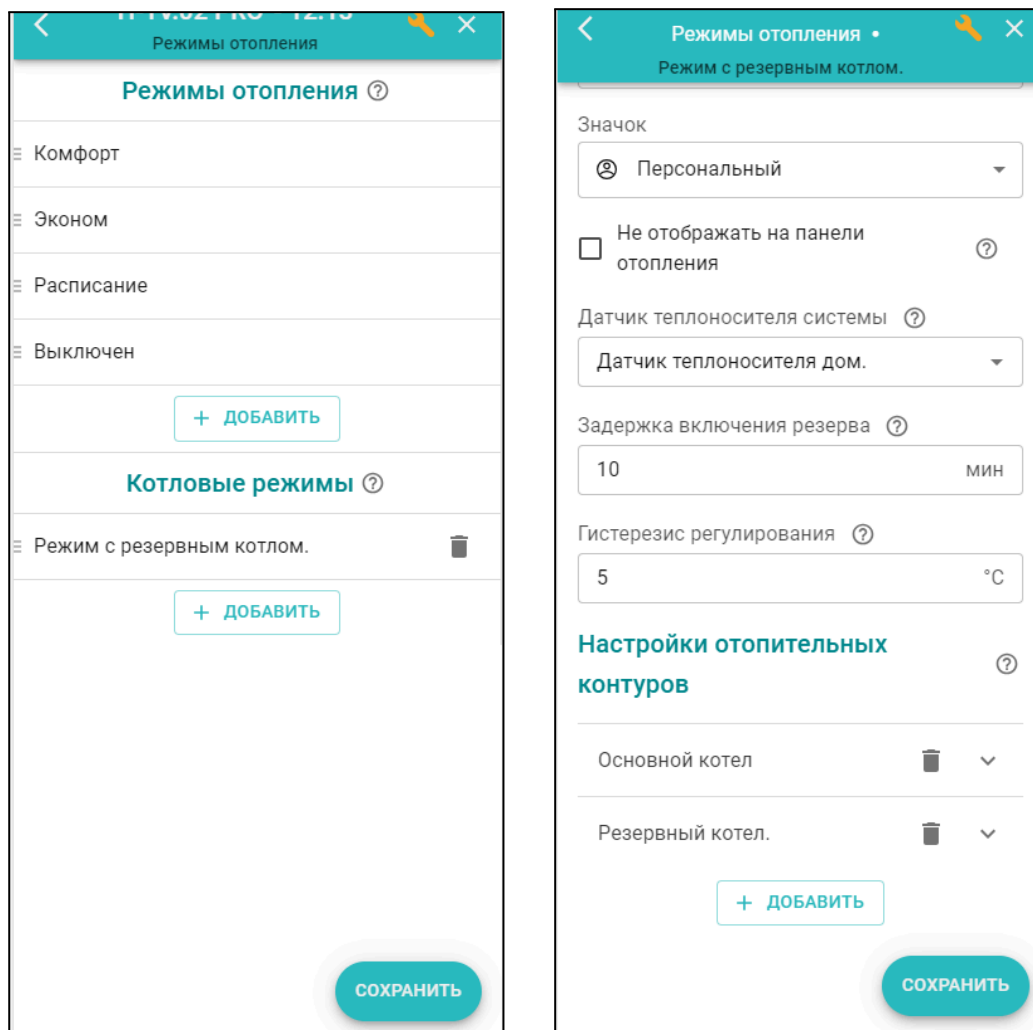 Режимы отопления
Режимы отопления
Комфорт
Эконом
Расписание
Выключен
+ ДОБАВИТЬ
Котловые режимы
Режим с резервным котлом.
+ ДОБАВИТЬ
СОХРАНИТЬ
Режимы отопления •
Режим с резервным котлом.
Значок
Персональный
Не отображать на панели
отопления
Датчик теплоносителя системы
Датчик теплоносителя дом.
Задержка включения резерва
10 мин
Гистерезис регулирования
5 °C
Настройки отопительных
контуров
Основной котел
Резервный котел.
+ ДОБАВИТЬ
СОХРАНИТЬ